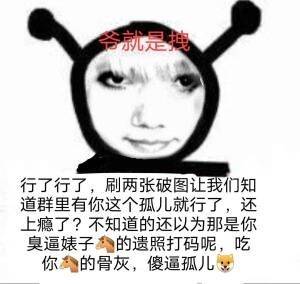 爷就是拽
行了行了，刷两张破图让我们知
道群里有你这个孤儿就行了，还
上瘾了？不知道的还以为那是你
臭逼婊子🐴的遗照打码呢，吃
你🐴的骨灰，傻逼孤儿🐶